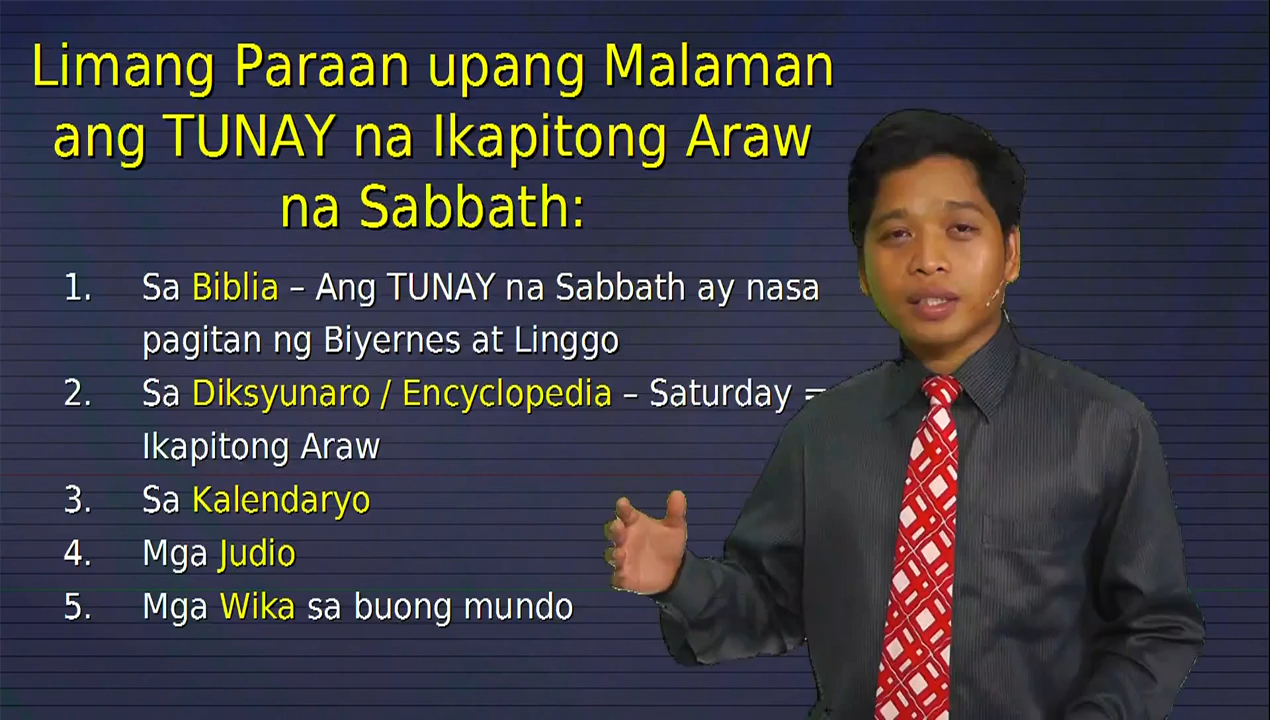 Limang Paraan upang Malaman
ang TUNAY na Ikapitong Araw
na Sabbath:
1. Sa Biblia – Ang TUNAY na Sabbath ay nasa
pagitan ng Biyernes at Linggo
2. Sa Diksyunaro / Encyclopedia – Saturday =
Ikapitong Araw
3. Sa Kalendaryo
4. Mga Judio
5. Mga Wika sa buong mundo